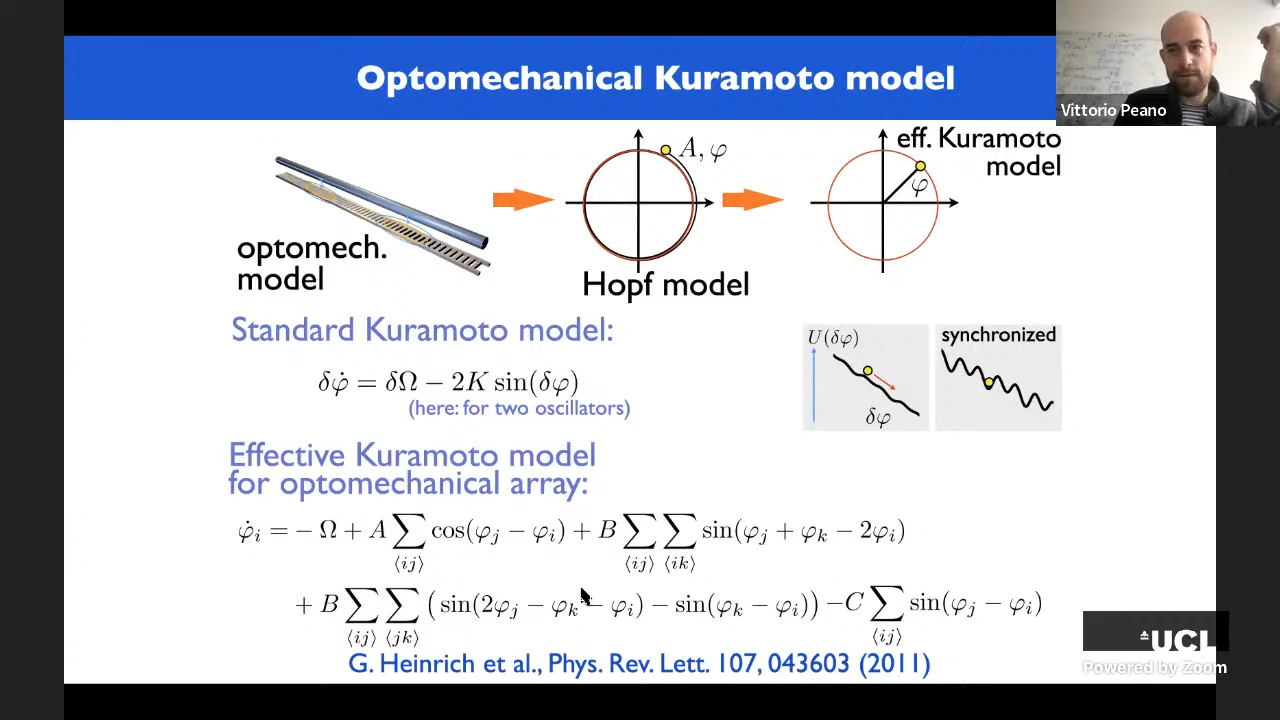 Optomechanical Kuramoto model
Vittorio Peano
A, φ
eff. Kuramoto
model
φ
optomech.
model
Hopf model
Standard Kuramoto model:
U(δφ)
synchronized
δφ̇ = δΩ − 2K sin(δφ)
(here: for two oscillators)
δφ
Effective Kuramoto model
for optomechanical array:
φ̇ᵢ = − Ω + A ∑⟨ij⟩ cos(φⱼ − φᵢ) + B ∑⟨ij⟩ ∑⟨ik⟩ sin(φⱼ + φₖ − 2φᵢ)
+ B ∑⟨ij⟩ ∑⟨jk⟩ ( sin(2φⱼ − φₖ − φᵢ) − sin(φₖ − φᵢ) ) −C ∑⟨ij⟩ sin(φⱼ − φᵢ)
UCL
G. Heinrich et al., Phys. Rev. Lett. 107, 043603 (2011)
Powered by Zoom